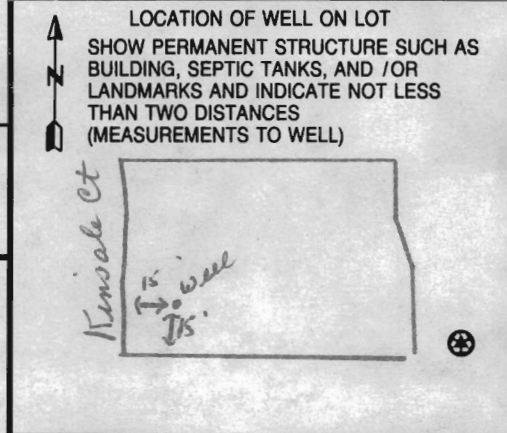 LOCATION OF WELL ON LOT
SHOW PERMANENT STRUCTURE SUCH AS
BUILDING, SEPTIC TANKS, AND / OR
LANDMARKS AND INDICATE NOT LESS
THAN TWO DISTANCES
(MEASUREMENTS TO WELL)
N
Kinsale Ct
15'
Well
15'